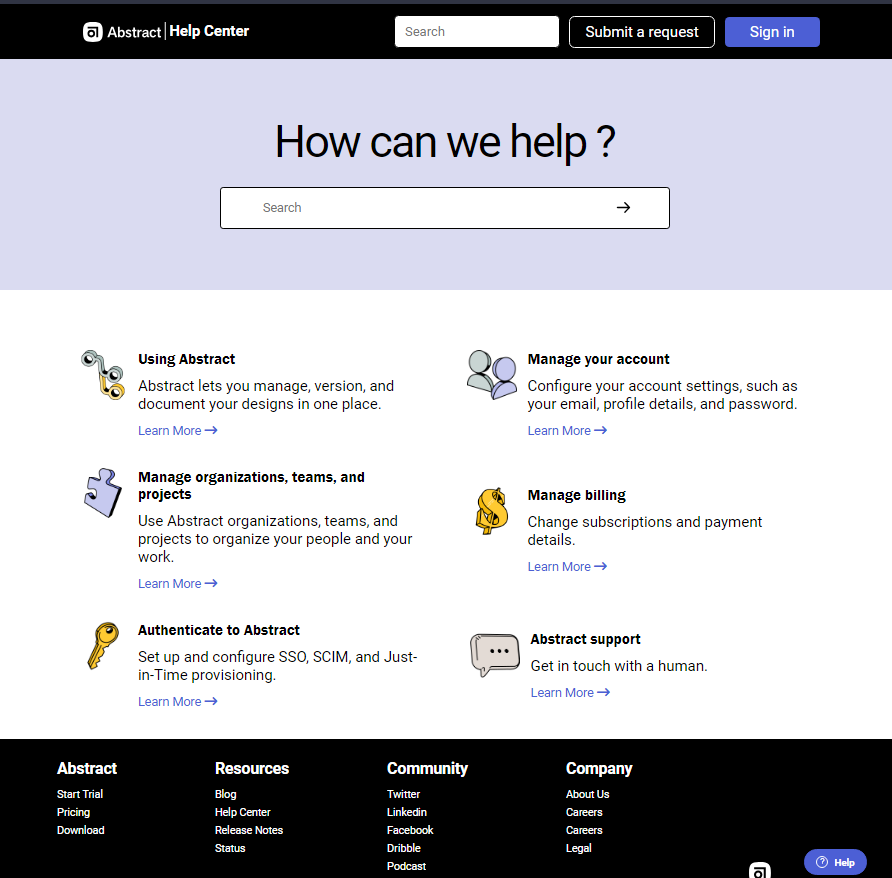 Abstract Help Center
Search
Submit a request
Sign in
How can we help ?
Search
Using Abstract
Abstract lets you manage, version, and
document your designs in one place.
Learn More
Manage your account
Configure your account settings, such as
your email, profile details, and password.
Learn More
Manage organizations, teams, and
projects
Use Abstract organizations, teams, and
projects to organize your people and your
work.
Learn More
Manage billing
Change subscriptions and payment
details.
Learn More
Authenticate to Abstract
Set up and configure SSO, SCIM, and Just-
in-Time provisioning.
Learn More
Abstract support
Get in touch with a human.
Learn More
Abstract
Start Trial
Pricing
Download
Resources
Blog
Help Center
Release Notes
Status
Community
Twitter
Linkedin
Facebook
Dribble
Podcast
Company
About Us
Careers
Careers
Legal
Help